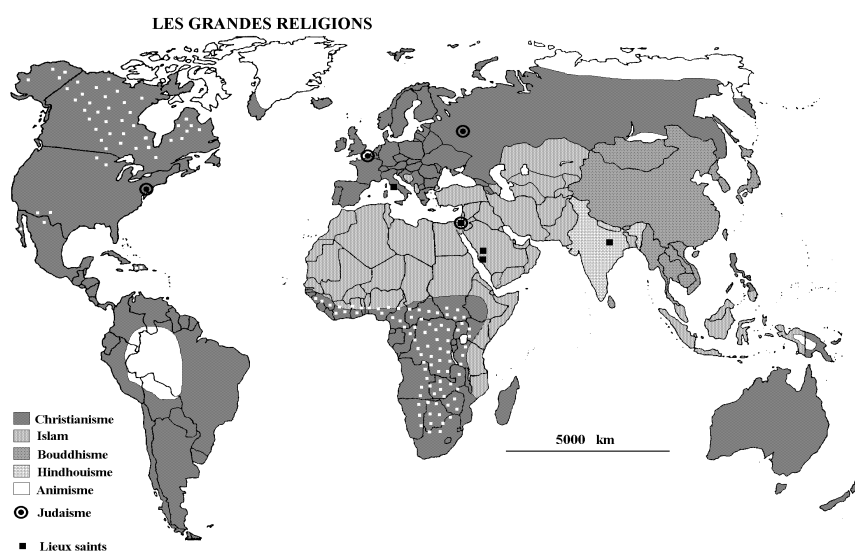 LES GRANDES RELIGIONS
Christianisme
Islam
Bouddhisme
Hindhouisme
Animisme
Judaisme
Lieux saints
5000 km